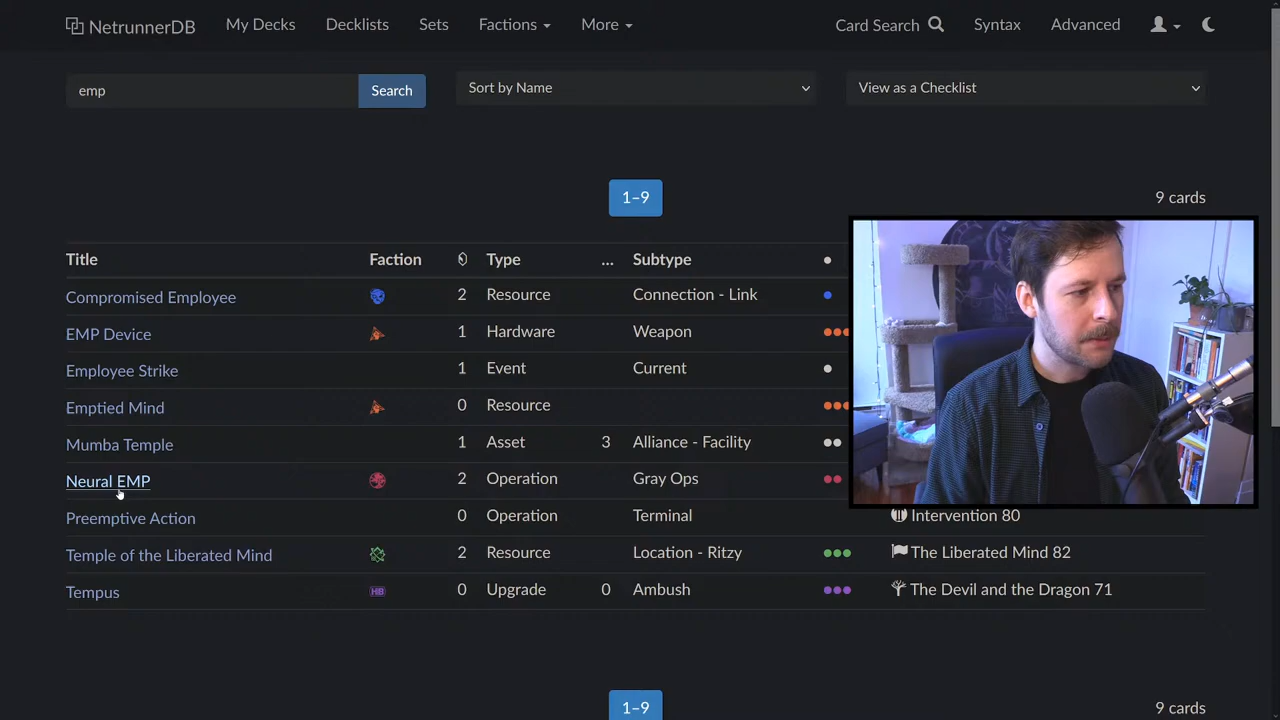 NetrunnerDB My Decks Decklists Sets Factions More Card Search Syntax Advanced
emp Search Sort by Name View as a Checklist
1–9 9 cards
Title Faction Type ... Subtype
Compromised Employee 2 Resource Connection - Link
EMP Device 1 Hardware Weapon
Employee Strike 1 Event Current
Emptied Mind 0 Resource
Mumba Temple 1 Asset 3 Alliance - Facility
Neural EMP 2 Operation Gray Ops
Preemptive Action 0 Operation Terminal Intervention 80
Temple of the Liberated Mind 2 Resource Location - Ritzy The Liberated Mind 82
Tempus HB 0 Upgrade 0 Ambush The Devil and the Dragon 71
1–9 9 cards